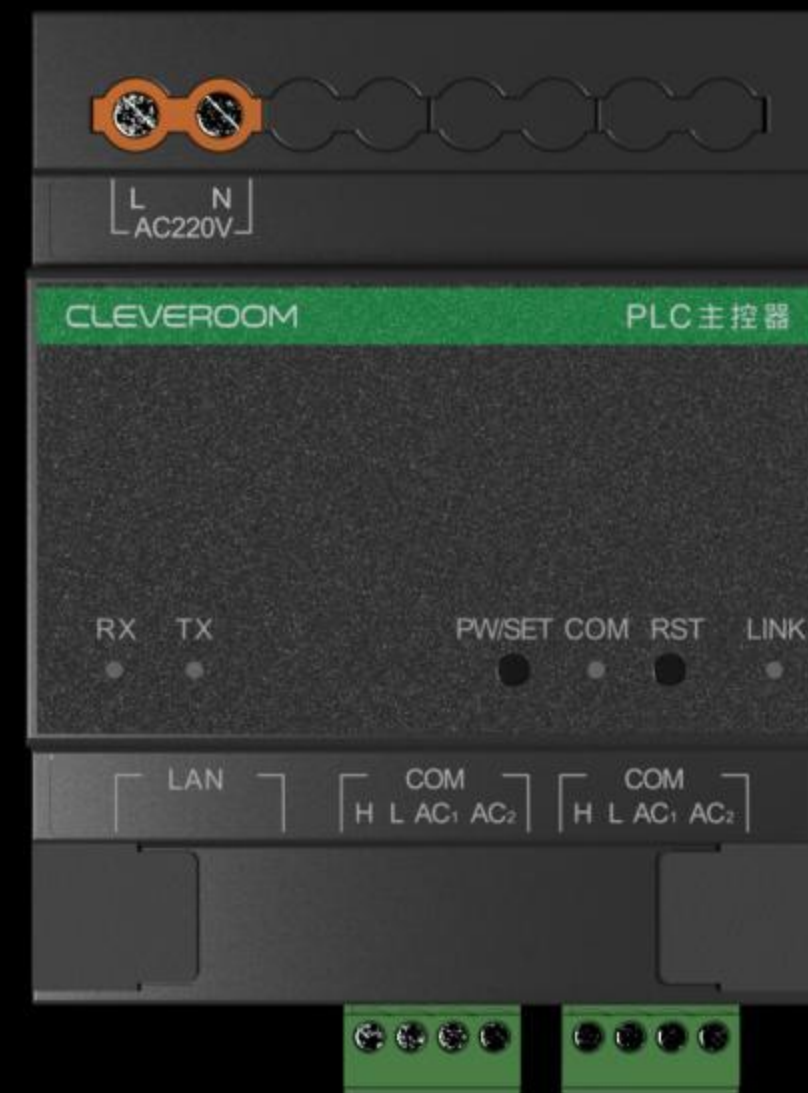 L N
AC220V
CLEVEROOM PLC主控器
RX TX PW/SET COM RST LINK
LAN COM COM
H L AC₁ AC₂ H L AC₁ AC₂